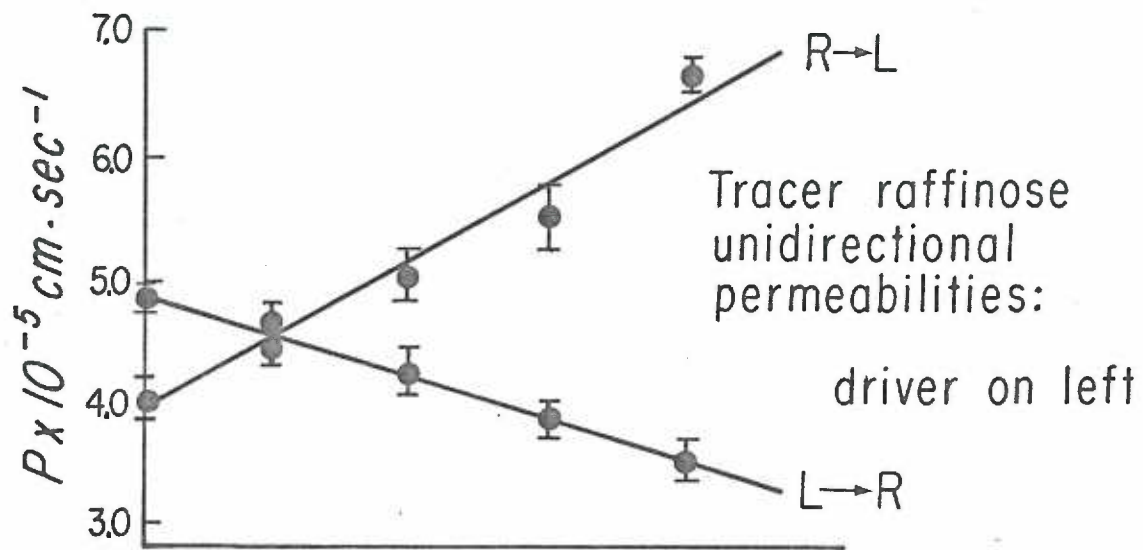 7.0
6.0
5.0
4.0
3.0
P x 10⁻⁵ cm·sec⁻¹
R→L
Tracer raffinose
unidirectional
permeabilities:
driver on left
L→R